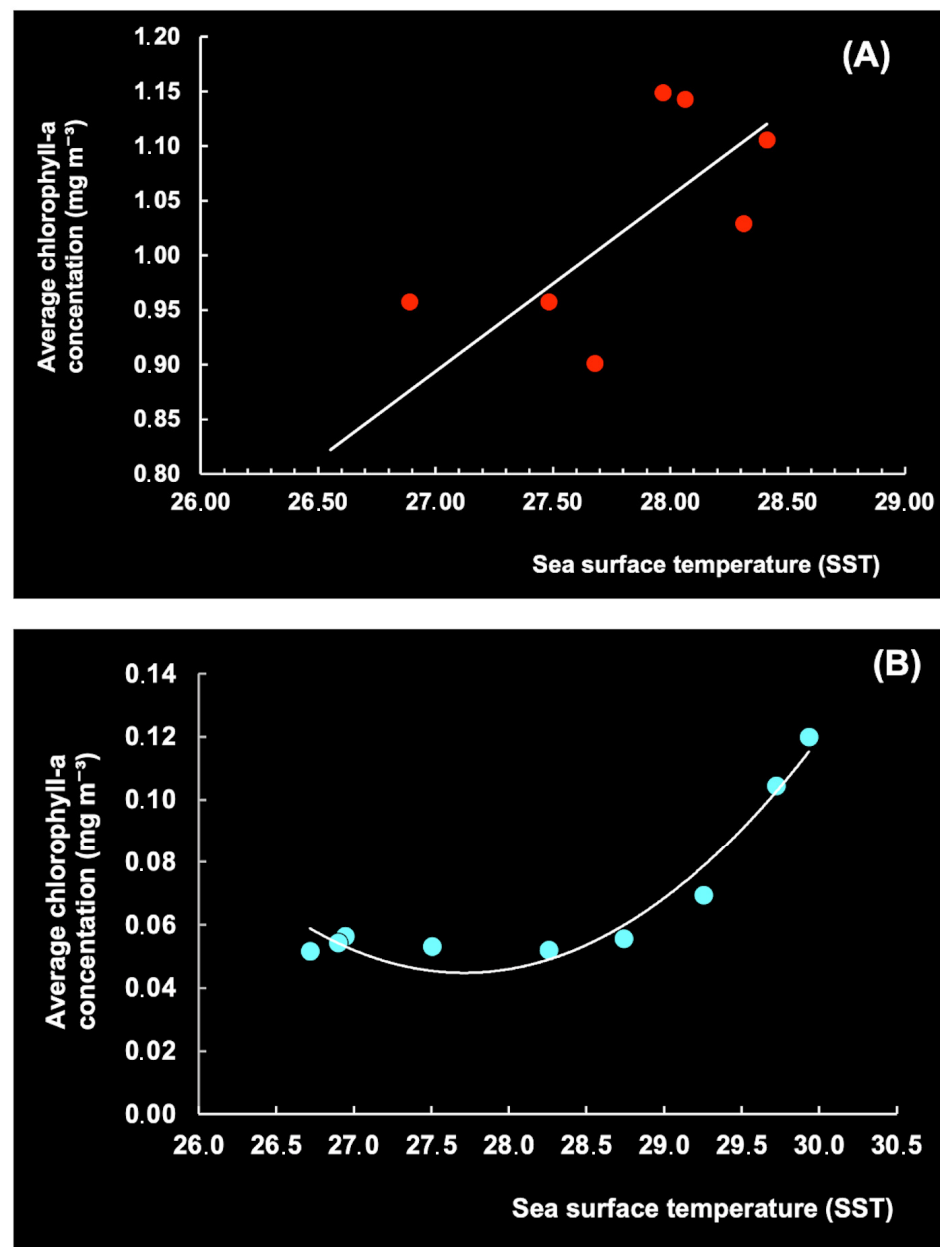 (A)
Average chlorophyll-a
concentration (mg m⁻³)
1.20
1.15
1.10
1.05
1.00
0.95
0.90
0.85
0.80
26.00 26.50 27.00 27.50 28.00 28.50 29.00
Sea surface temperature (SST)
(B)
Average chlorophyll-a
concentration (mg m⁻³)
0.14
0.12
0.10
0.08
0.06
0.04
0.02
0.00
26.0 26.5 27.0 27.5 28.0 28.5 29.0 29.5 30.0 30.5
Sea surface temperature (SST)